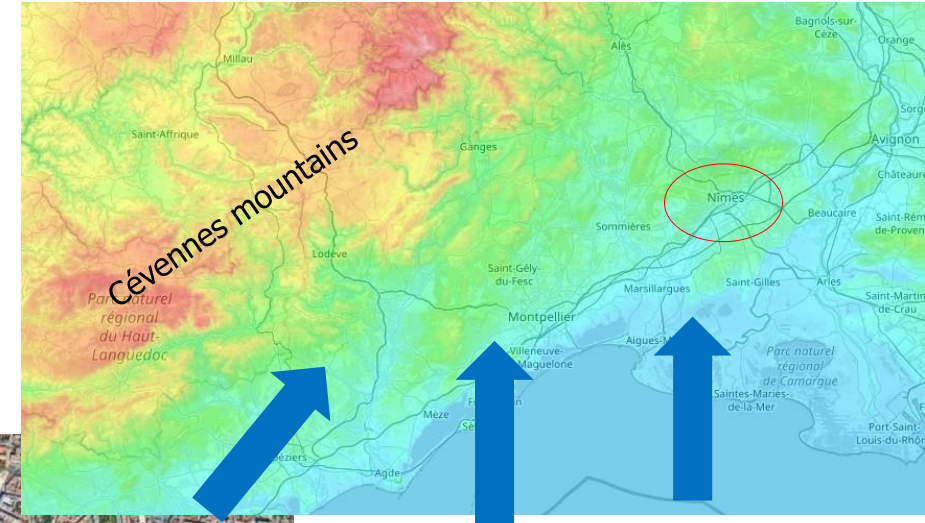 Bagnols-sur-
Cèze
Orange
Alès
Millau
Sorg
Saint-Affrique
Avignon
Ganges
Cévennes mountains
Châteaure
Nîmes
Beaucaire
Saint-Rém
de-Proven
Sommières
Lodève
Saint-Gély-
du-Fesc
Marsillargues
Saint-Gilles
Arles
Saint-Martin
de-Crau
Parc naturel
régional
du Haut-
Languedoc
Montpellier
Aigues-M
Villeneuve-
Maguelone
Parc naturel
régional
de Camargue
Saintes-Maries-
de-la-Mer
Mèze
Port-Saint-
Louis-du-Rhôn
Béziers
Agde